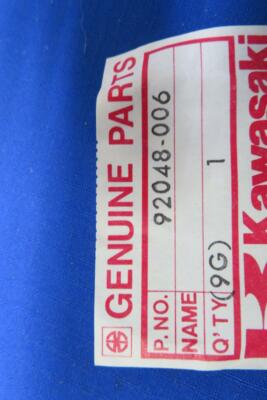 GENUINE PARTS
P. NO. 92048-006
NAME
Q'TY (9G) 1
Kawasaki